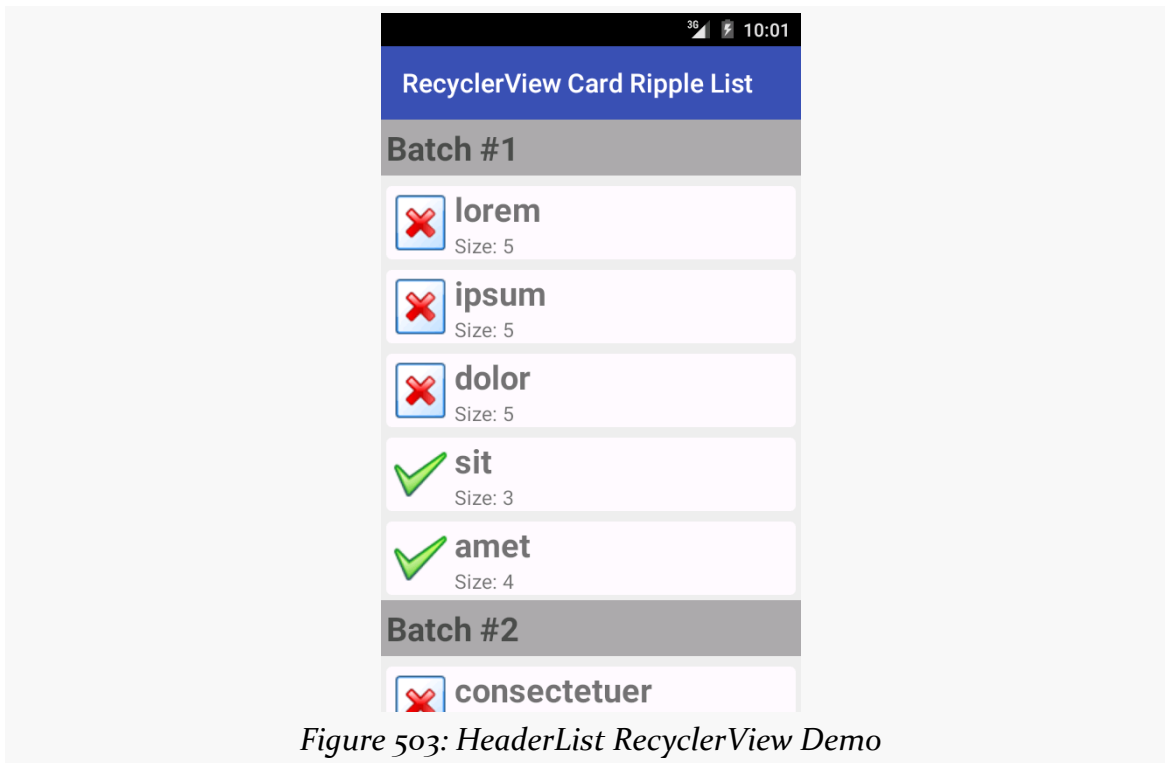 3G 10:01
RecyclerView Card Ripple List
Batch #1
lorem
Size: 5
ipsum
Size: 5
dolor
Size: 5
sit
Size: 3
amet
Size: 4
Batch #2
consectetuer
Figure 503: HeaderList RecyclerView Demo